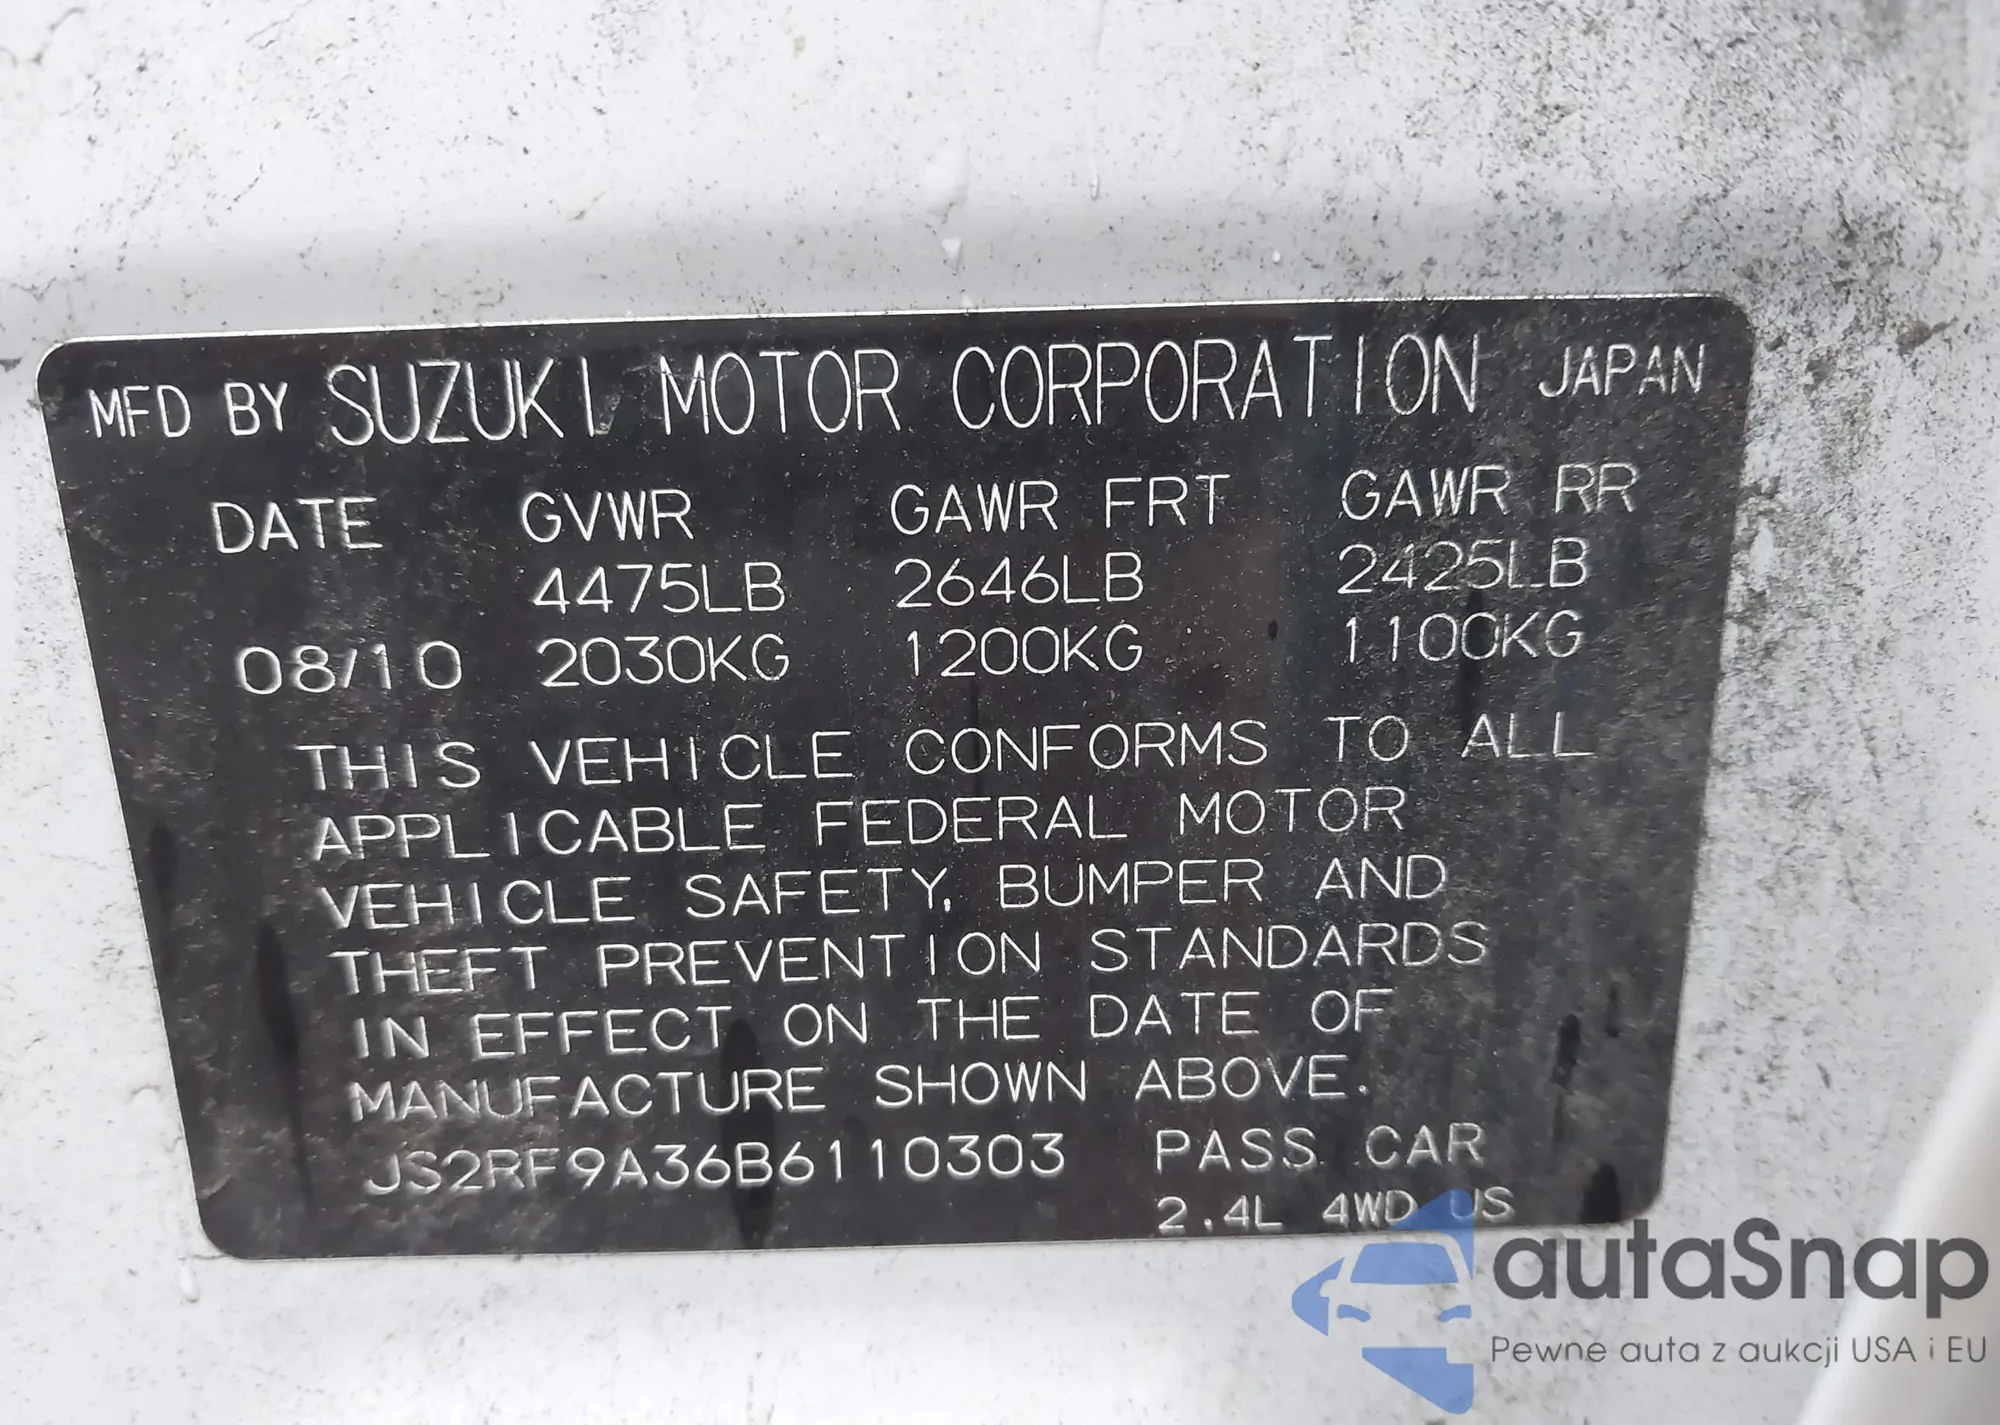 MFD BY SUZUKI MOTOR CORPORATION JAPAN
DATE GVWR GAWR FRT GAWR RR
4475LB 2646LB 2425LB
08/10 2030KG 1200KG 1100KG
THIS VEHICLE CONFORMS TO ALL
APPLICABLE FEDERAL MOTOR
VEHICLE SAFETY, BUMPER AND
THEFT PREVENTION STANDARDS
IN EFFECT ON THE DATE OF
MANUFACTURE SHOWN ABOVE.
JS2RF9A36B6110303 PASS. CAR
2.4L 4WD US
autaSnap
Pewne auta z aukcji USA i EU